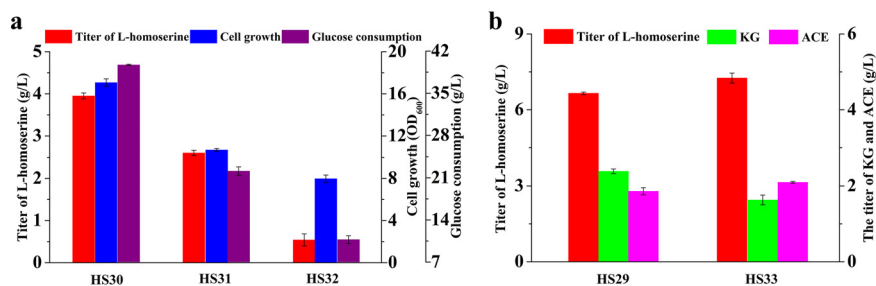 a
Titer of L-homoserine
Cell growth
Glucose consumption
Titer of L-homoserine (g/L)
5
4
3
2
1
0
HS30
HS31
HS32
20
16
12
8
4
0
Cell growth (OD600)
42
35
28
21
14
7
Glucose consumption (g/L)
b
Titer of L-homoserine
KG
ACE
Titer of L-homoserine (g/L)
9
6
3
0
HS29
HS33
6
4
2
0
The titer of KG and ACE (g/L)